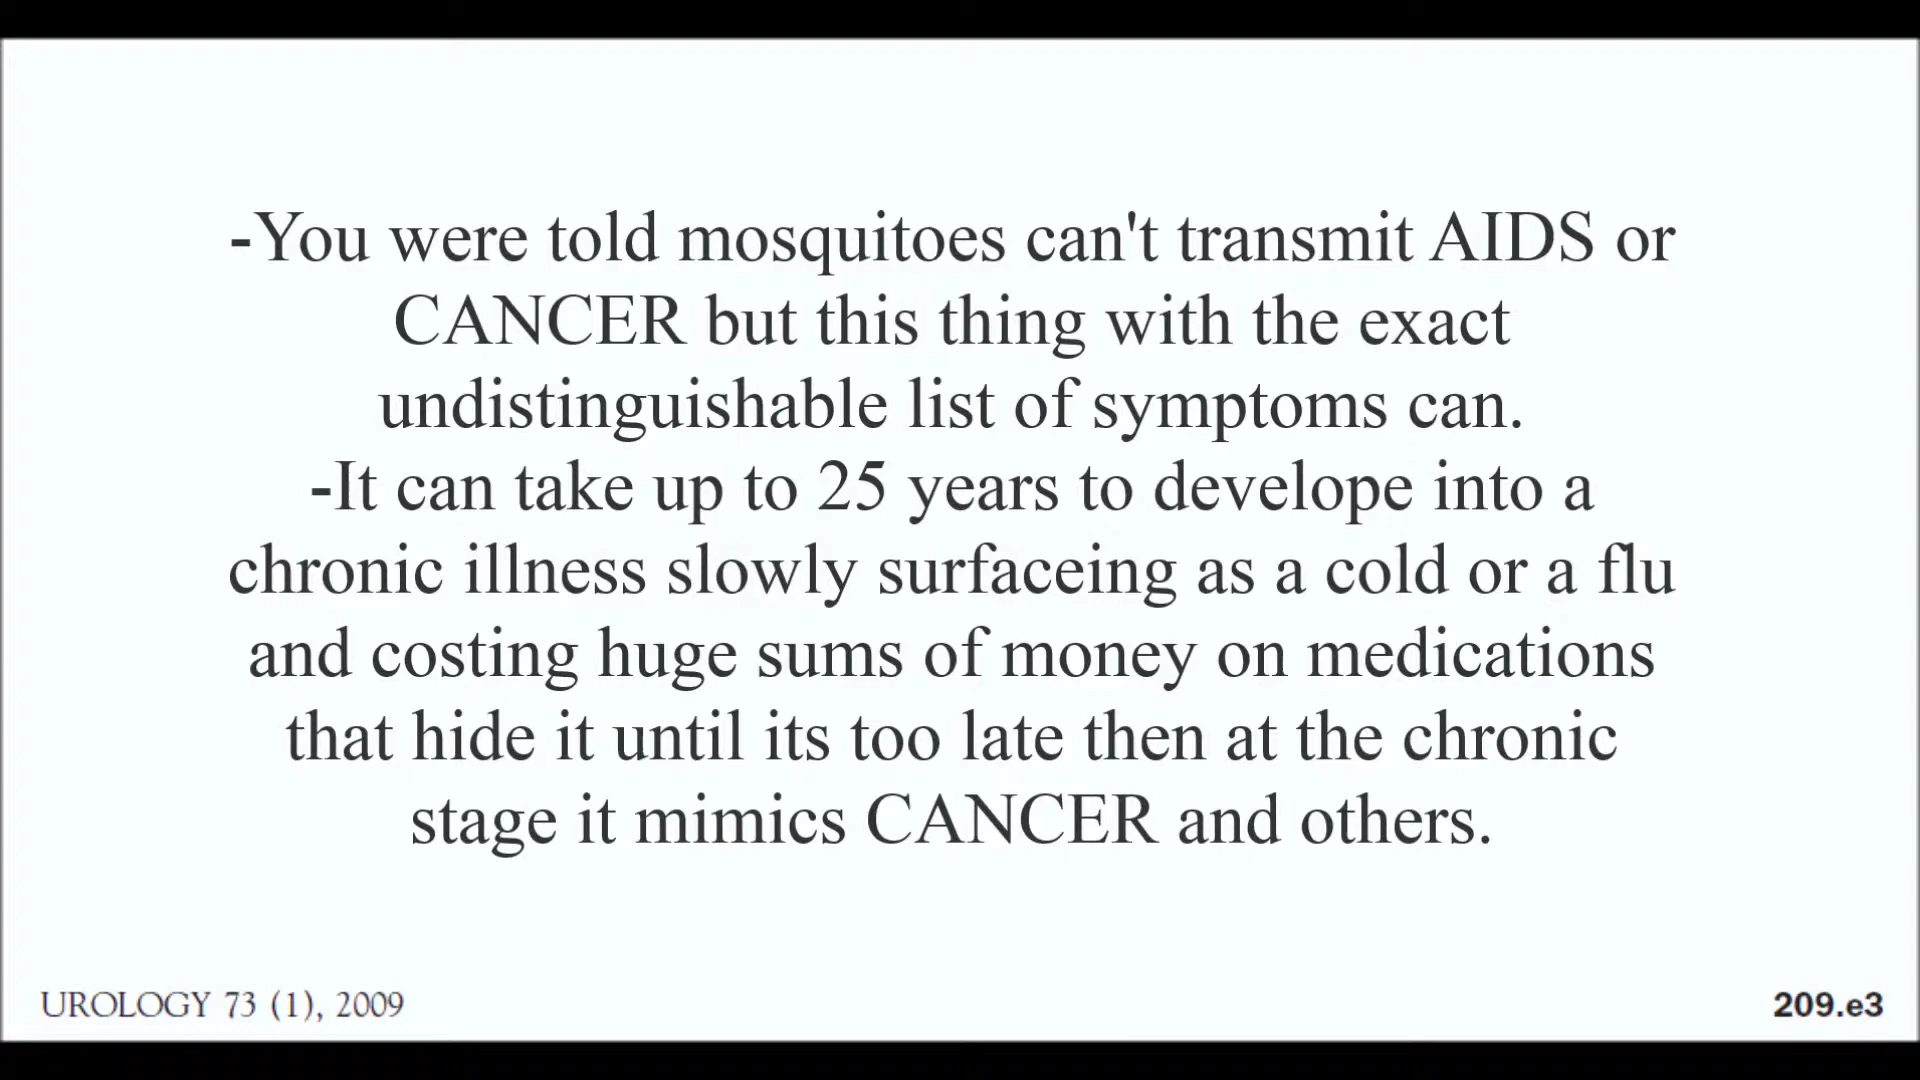 -You were told mosquitoes can't transmit AIDS or
CANCER but this thing with the exact
undistinguishable list of symptoms can.
-It can take up to 25 years to develope into a
chronic illness slowly surfaceing as a cold or a flu
and costing huge sums of money on medications
that hide it until its too late then at the chronic
stage it mimics CANCER and others.
UROLOGY 73 (1), 2009
209.e3